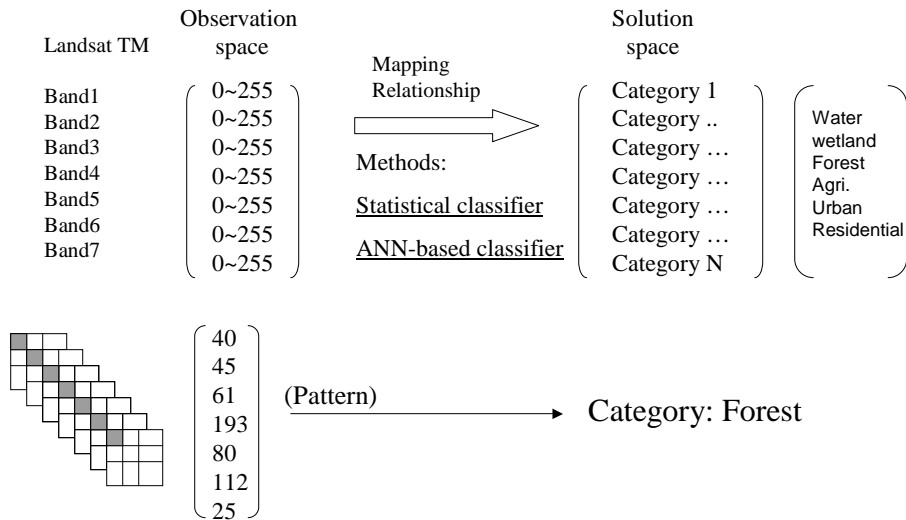 Landsat TM
Band1
Band2
Band3
Band4
Band5
Band6
Band7
Observation
space
0~255
0~255
0~255
0~255
0~255
0~255
0~255
Mapping
Relationship
Methods:
Statistical classifier
ANN-based classifier
Solution
space
Category 1
Category ..
Category …
Category …
Category …
Category …
Category N
Water
wetland
Forest
Agri.
Urban
Residential
40
45
61
193
80
112
25
(Pattern)
Category: Forest